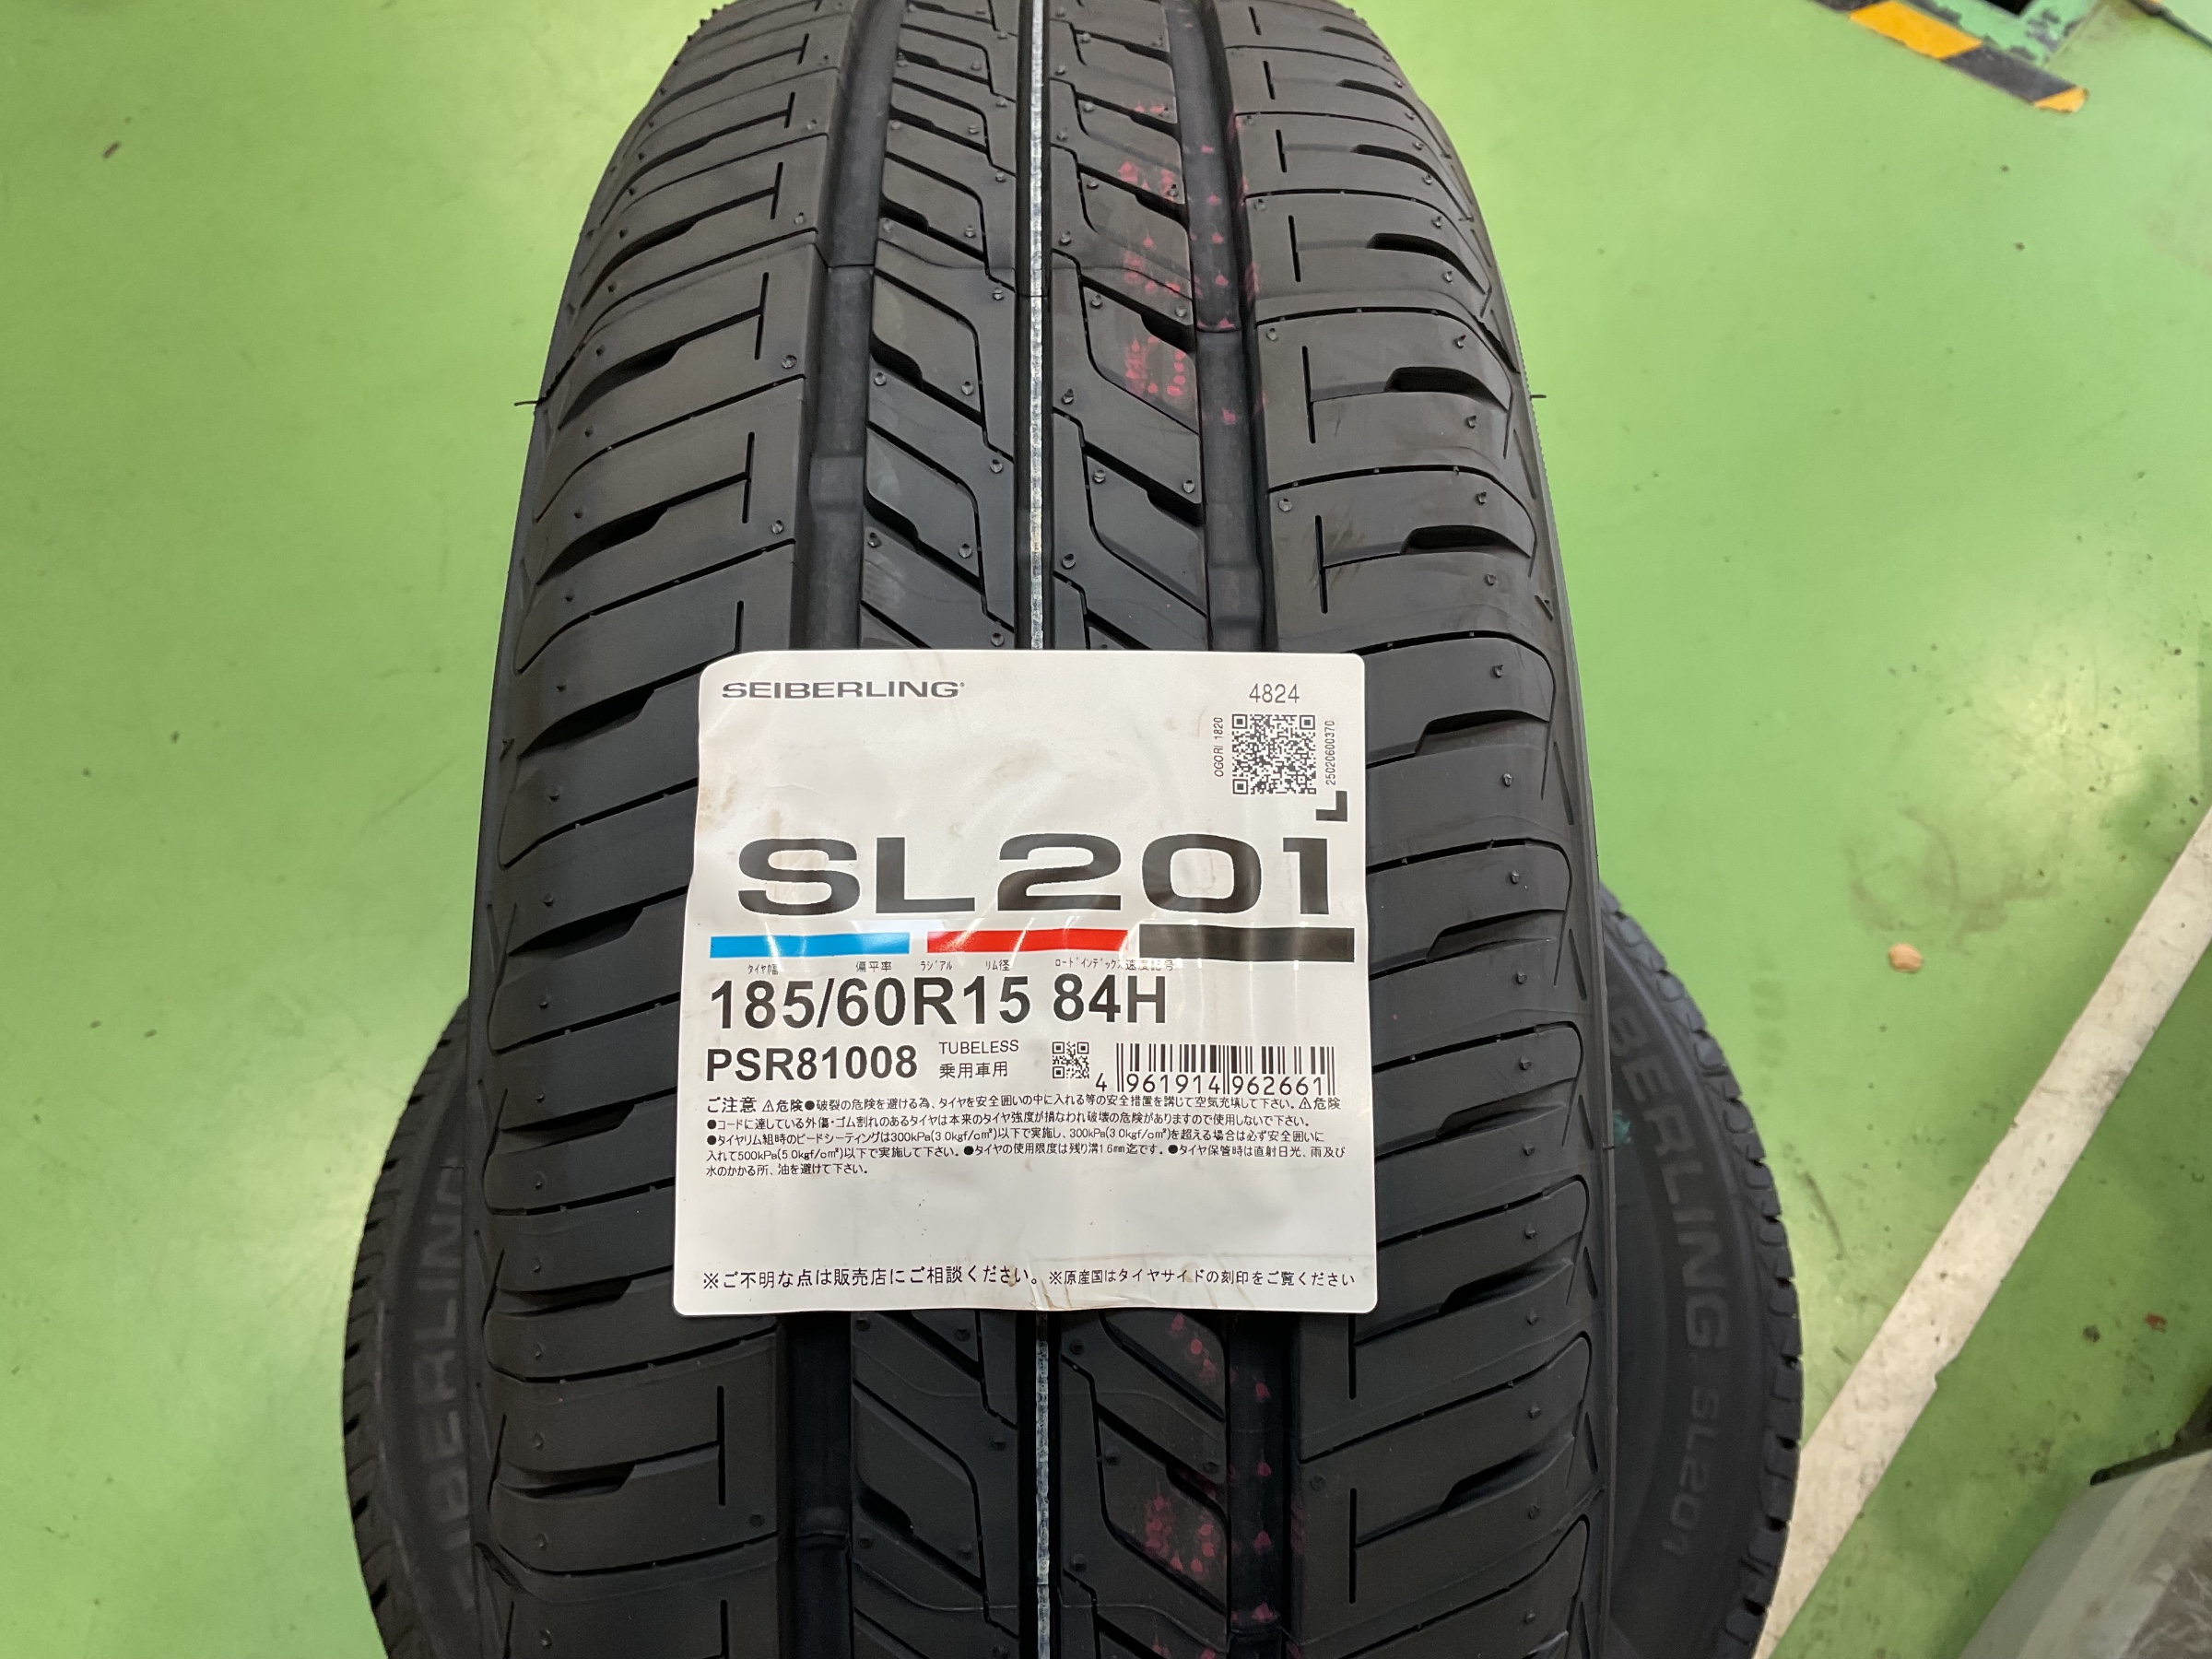 SEIBERLING
4824
OGORI 1820
25020600370
SL201
タイヤ幅 偏平率 ラジアル リム径 ロードインデックス 速度記号
185/60R15 84H
PSR81008
TUBELESS
乗用車用
4 961914 962661
ご注意 ⚠危険●破裂の危険を避ける為、タイヤを安全囲いの中に入れる等の安全措置を講じて空気充填して下さい。⚠危険
●コードに達している外傷・ゴム割れのあるタイヤは本来のタイヤ強度が損なわれ破壊の危険がありますので使用しないで下さい。
●タイヤリム組時のビードシーティングは300kPa(3.0kgf/cm²)以下で実施し、300kPa(3.0kgf/cm²)を超える場合は必ず安全囲いに
入れて500kPa(5.0kgf/cm²)以下で実施して下さい。●タイヤの使用限度は残り溝1.6mm迄です。●タイヤ保管時は直射日光、雨及び
水のかかる所、油を避けて下さい。
※ご不明な点は販売店にご相談ください。※原産国はタイヤサイドの刻印をご覧ください
IBERLING
BERLING SL201